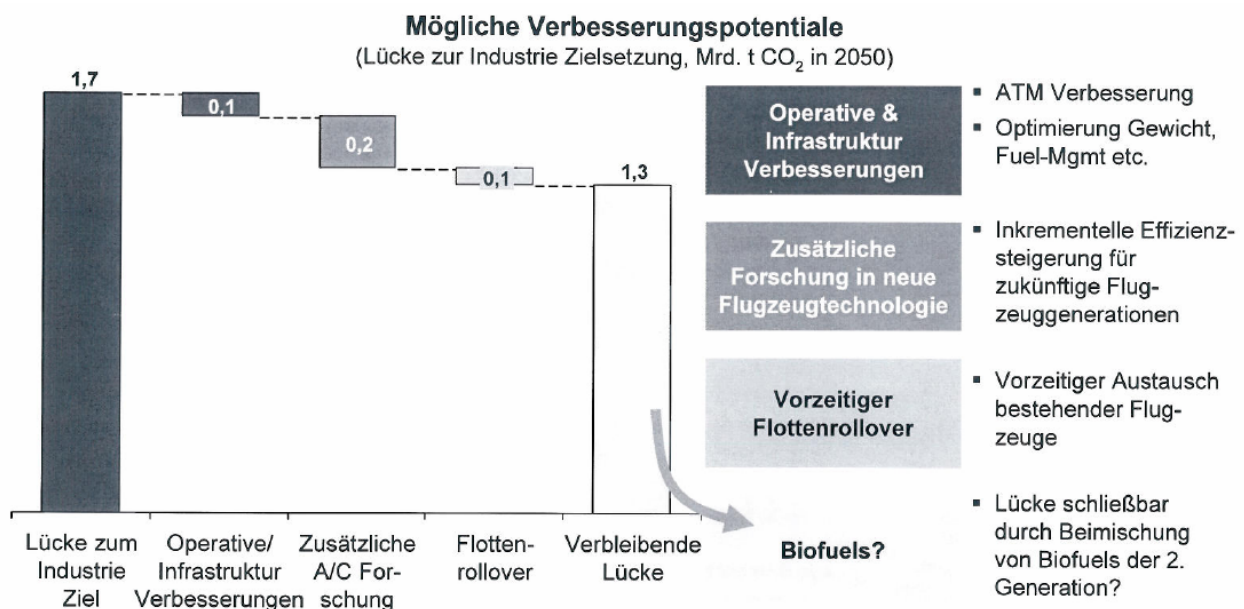 Mögliche Verbesserungspotentiale
(Lücke zur Industrie Zielsetzung, Mrd. t CO₂ in 2050)
1,7
0,1
0,2
0,1
1,3
Lücke zum
Industrie
Ziel
Operative/
Infrastruktur
Verbesserungen
Zusätzliche
A/C For-
schung
Flotten-
rollover
Verbleibende
Lücke
Operative &
Infrastruktur
Verbesserungen
▪ ATM Verbesserung
▪ Optimierung Gewicht,
Fuel-Mgmt etc.
Zusätzliche
Forschung in neue
Flugzeugtechnologie
▪ Inkrementelle Effizienz-
steigerung für
zukünftige Flug-
zeuggenerationen
Vorzeitiger
Flottenrollover
▪ Vorzeitiger Austausch
bestehender Flug-
zeuge
Biofuels?
▪ Lücke schließbar
durch Beimischung
von Biofuels der 2.
Generation?